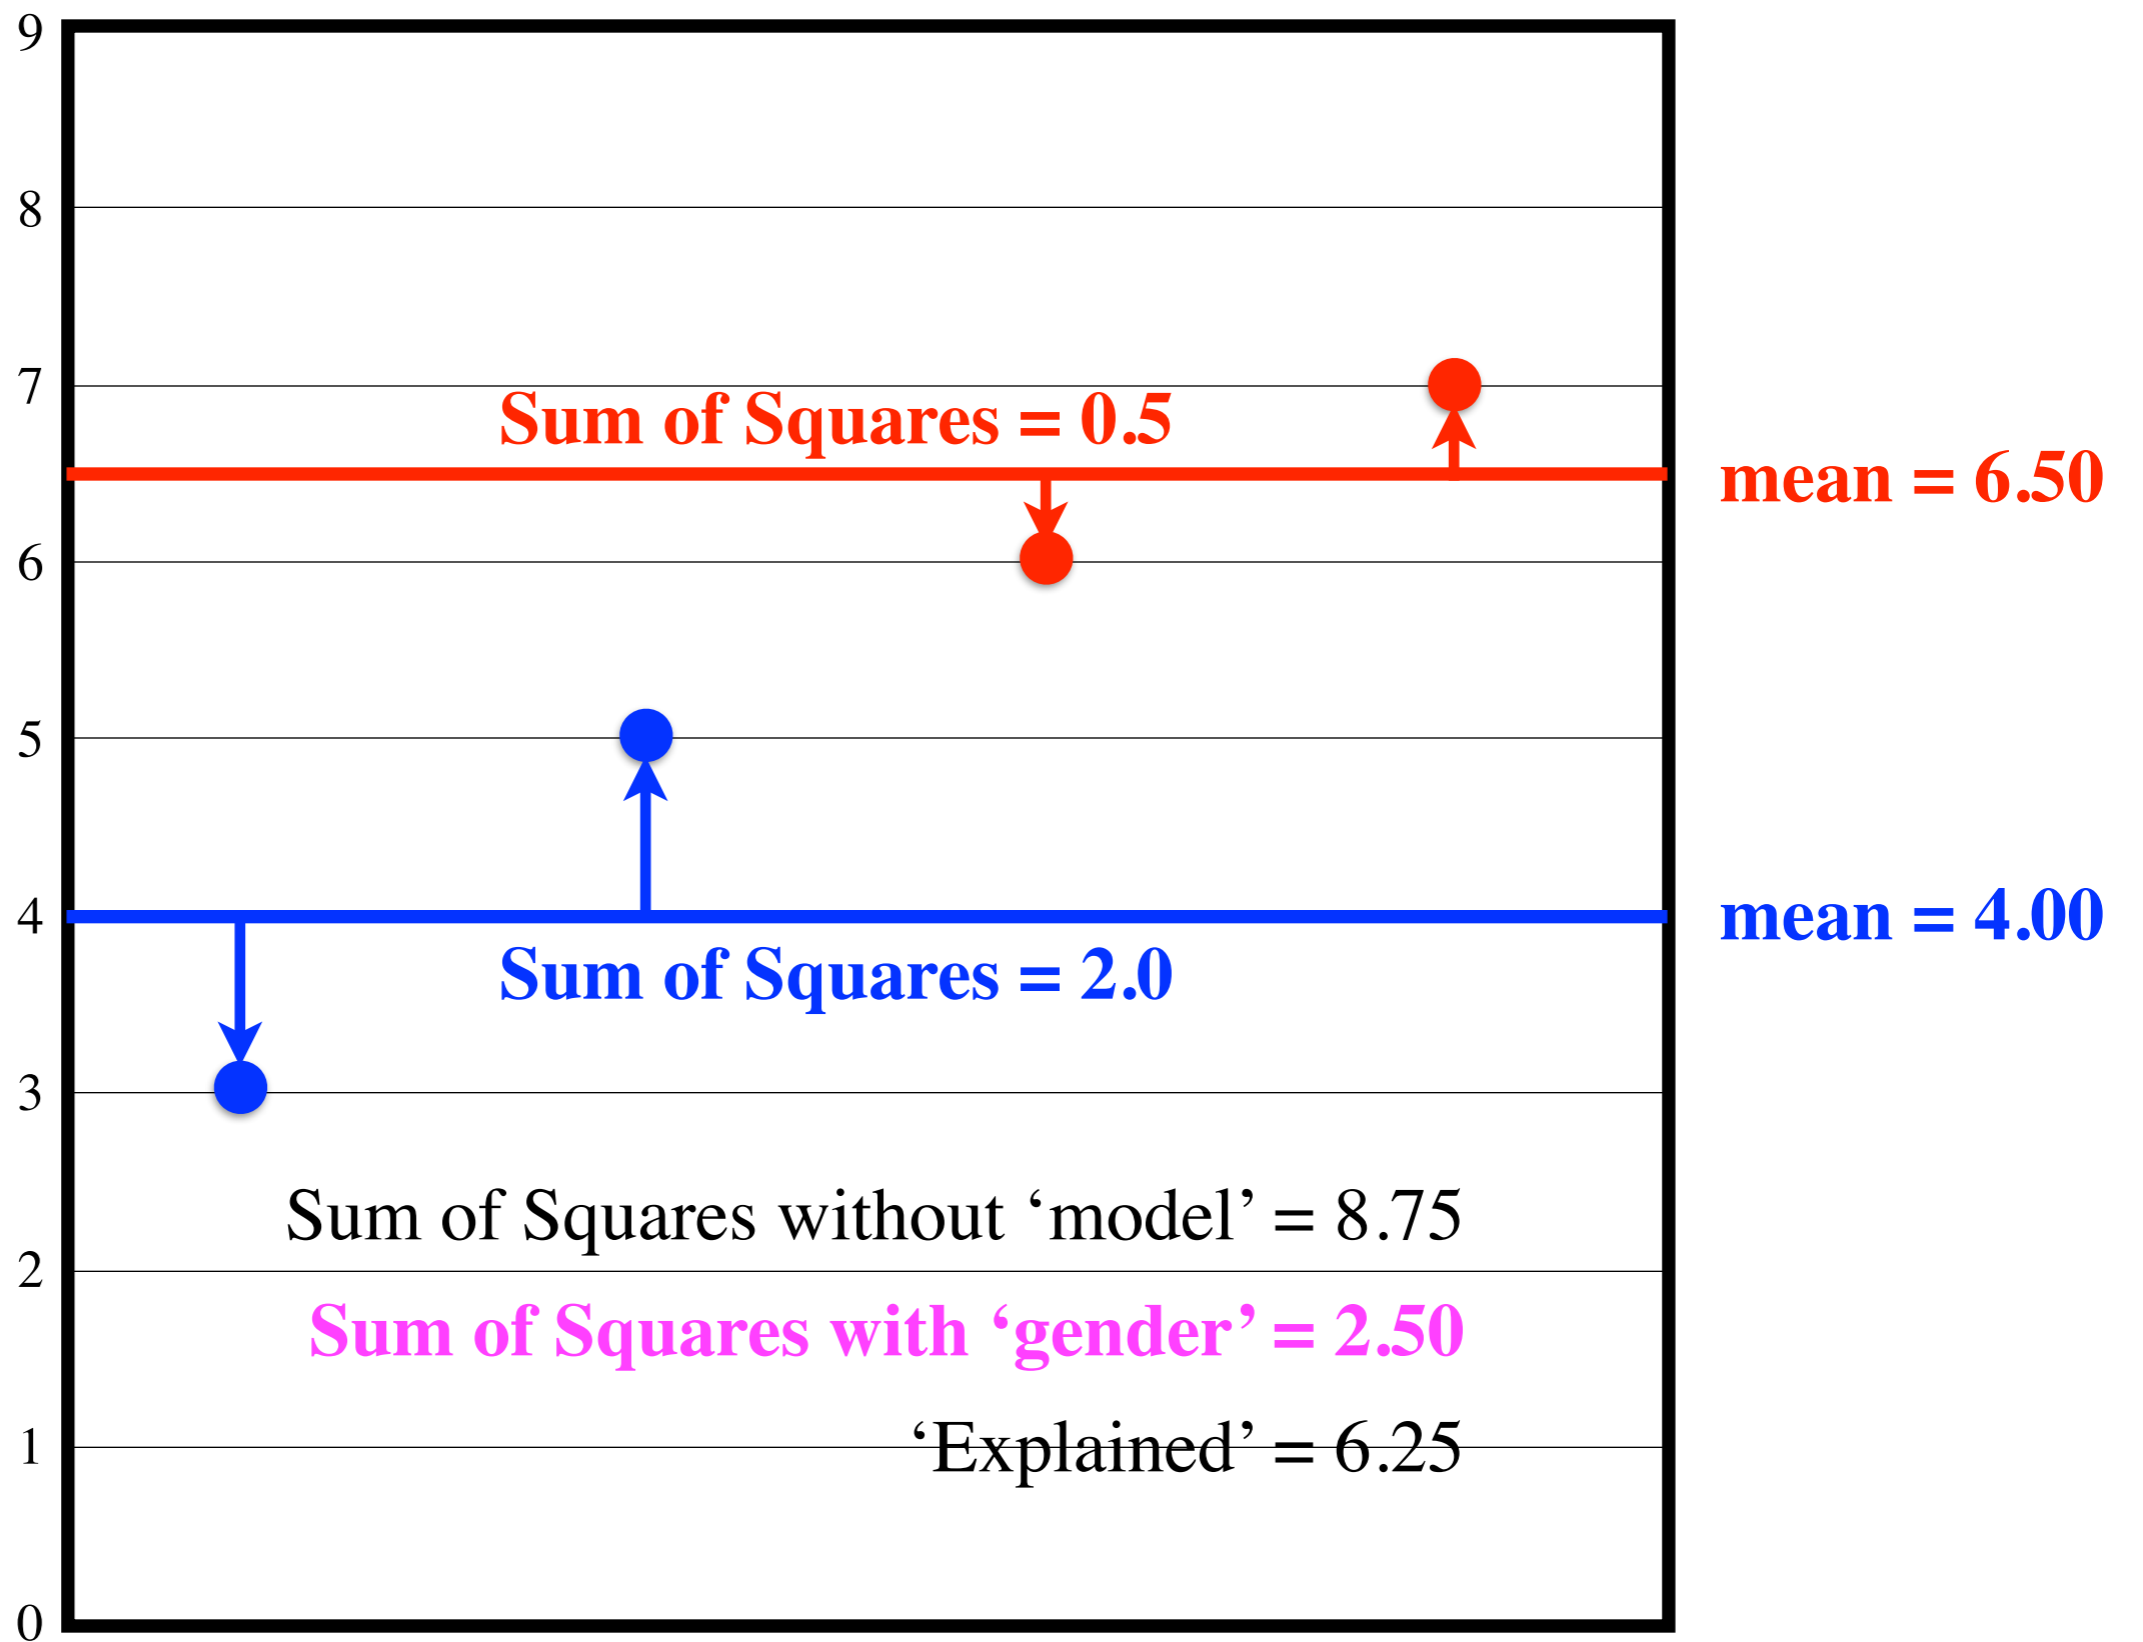 9
8
7
Sum of Squares = 0.5
mean = 6.50
6
5
4
mean = 4.00
Sum of Squares = 2.0
3
Sum of Squares without ‘model’ = 8.75
2
Sum of Squares with ‘gender’ = 2.50
1
‘Explained’ = 6.25
0